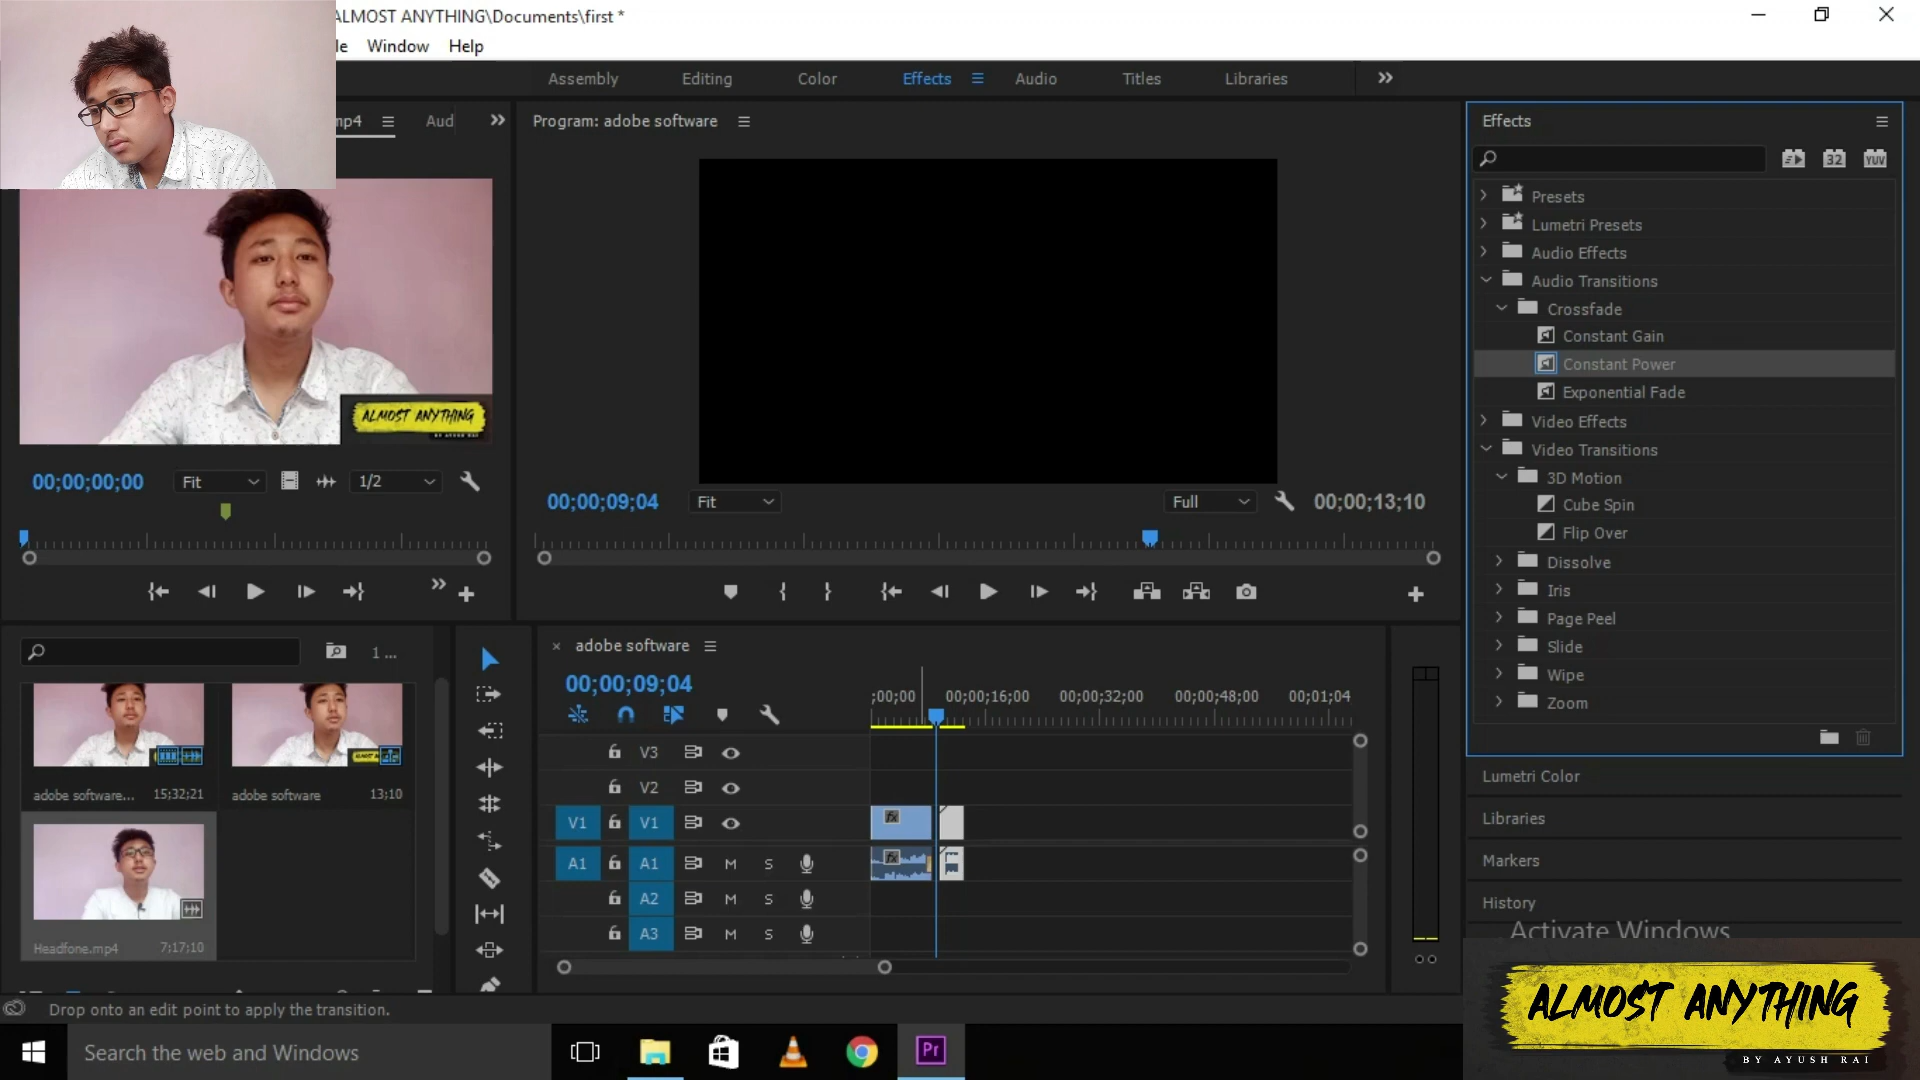 ALMOST ANYTHING\Documents\first *
le Window Help
Assembly Editing Color Effects Audio Titles Libraries
mp4 Aud
Program: adobe software
Effects
32 YUV
Presets
Lumetri Presets
Audio Effects
Audio Transitions
Crossfade
Constant Gain
Constant Power
Exponential Fade
Video Effects
Video Transitions
3D Motion
Cube Spin
Flip Over
Dissolve
Iris
Page Peel
Slide
Wipe
Zoom
ALMOST ANYTHING
BY AYUSH RAI
00;00;00;00 Fit 1/2
00;00;09;04 Fit Full 00;00;13;10
1 ...
adobe software... 15;32;21
adobe software 13;10
Headfone.mp4 7;17;10
adobe software
00;00;09;04
;00;00 00;00;16;00 00;00;32;00 00;00;48;00 00;01;04
V3
V2
V1 V1
A1 A1 M S
A2 M S
A3 M S
Lumetri Color
Libraries
Markers
History
Activate Windows
Drop onto an edit point to apply the transition.
Search the web and Windows
Pr
ALMOST ANYTHING
BY AYUSH RAI